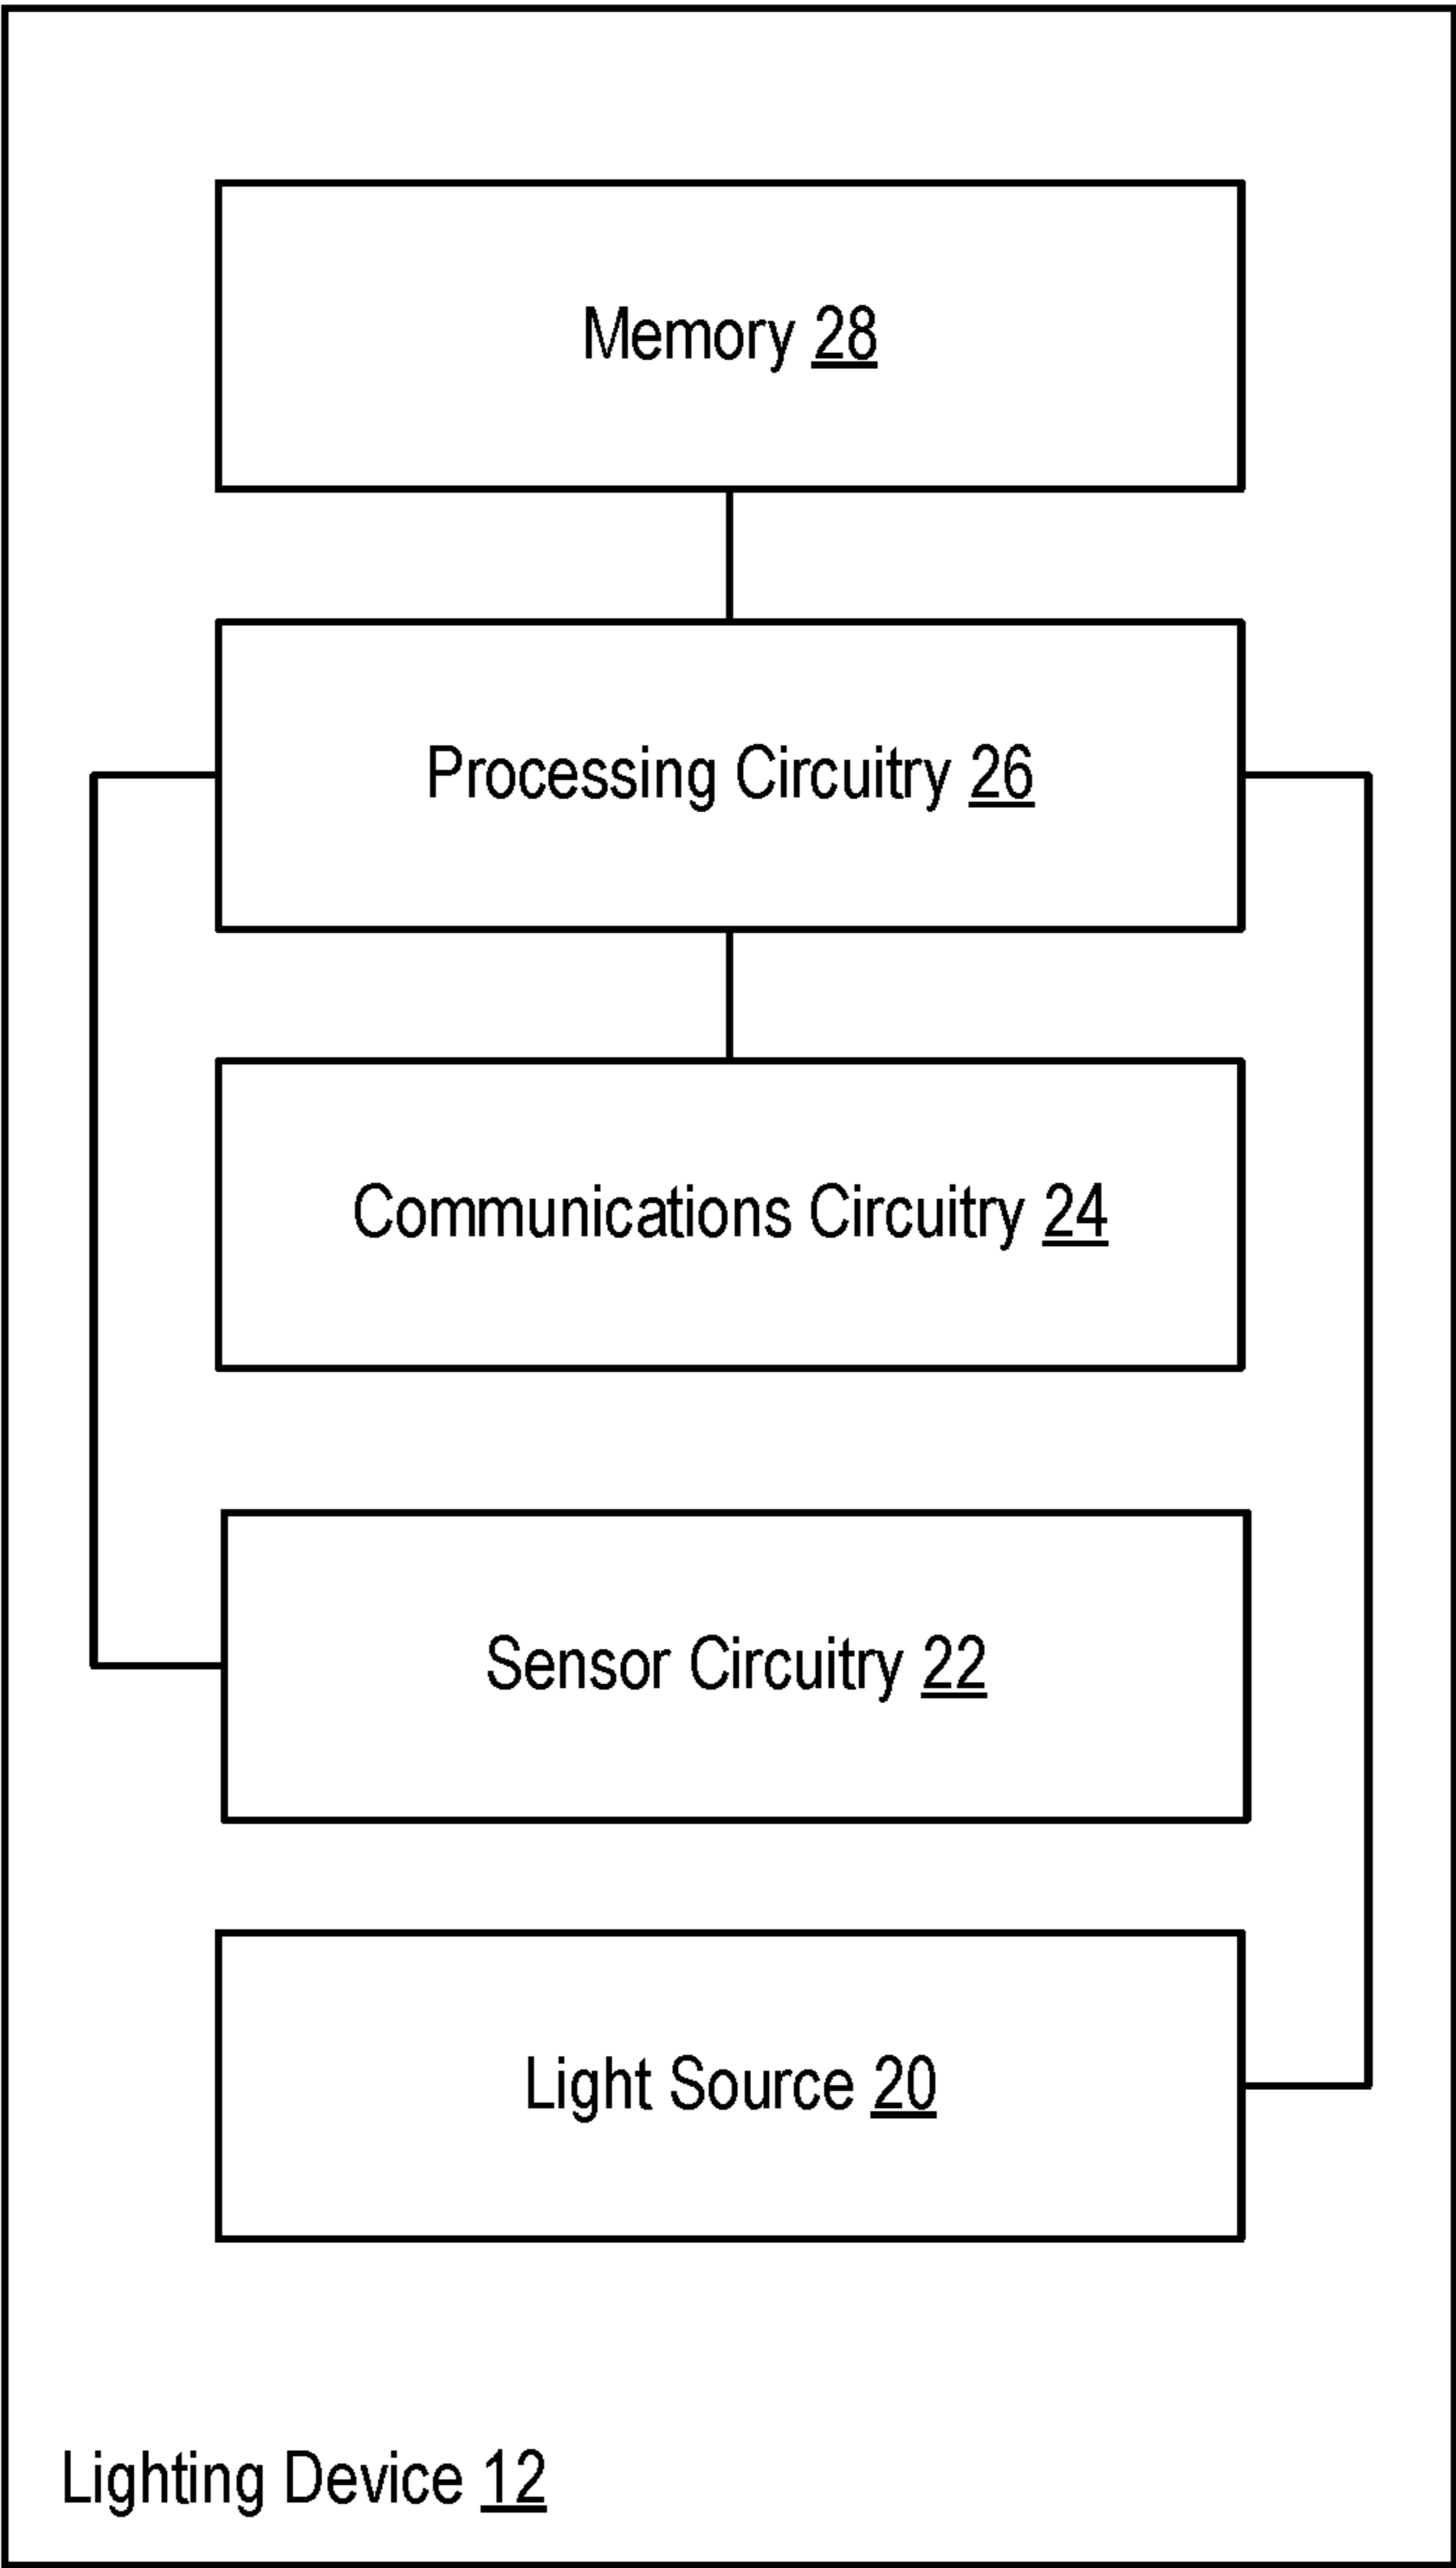 Memory 28
Processing Circuitry 26
Communications Circuitry 24
Sensor Circuitry 22
Light Source 20
Lighting Device 12